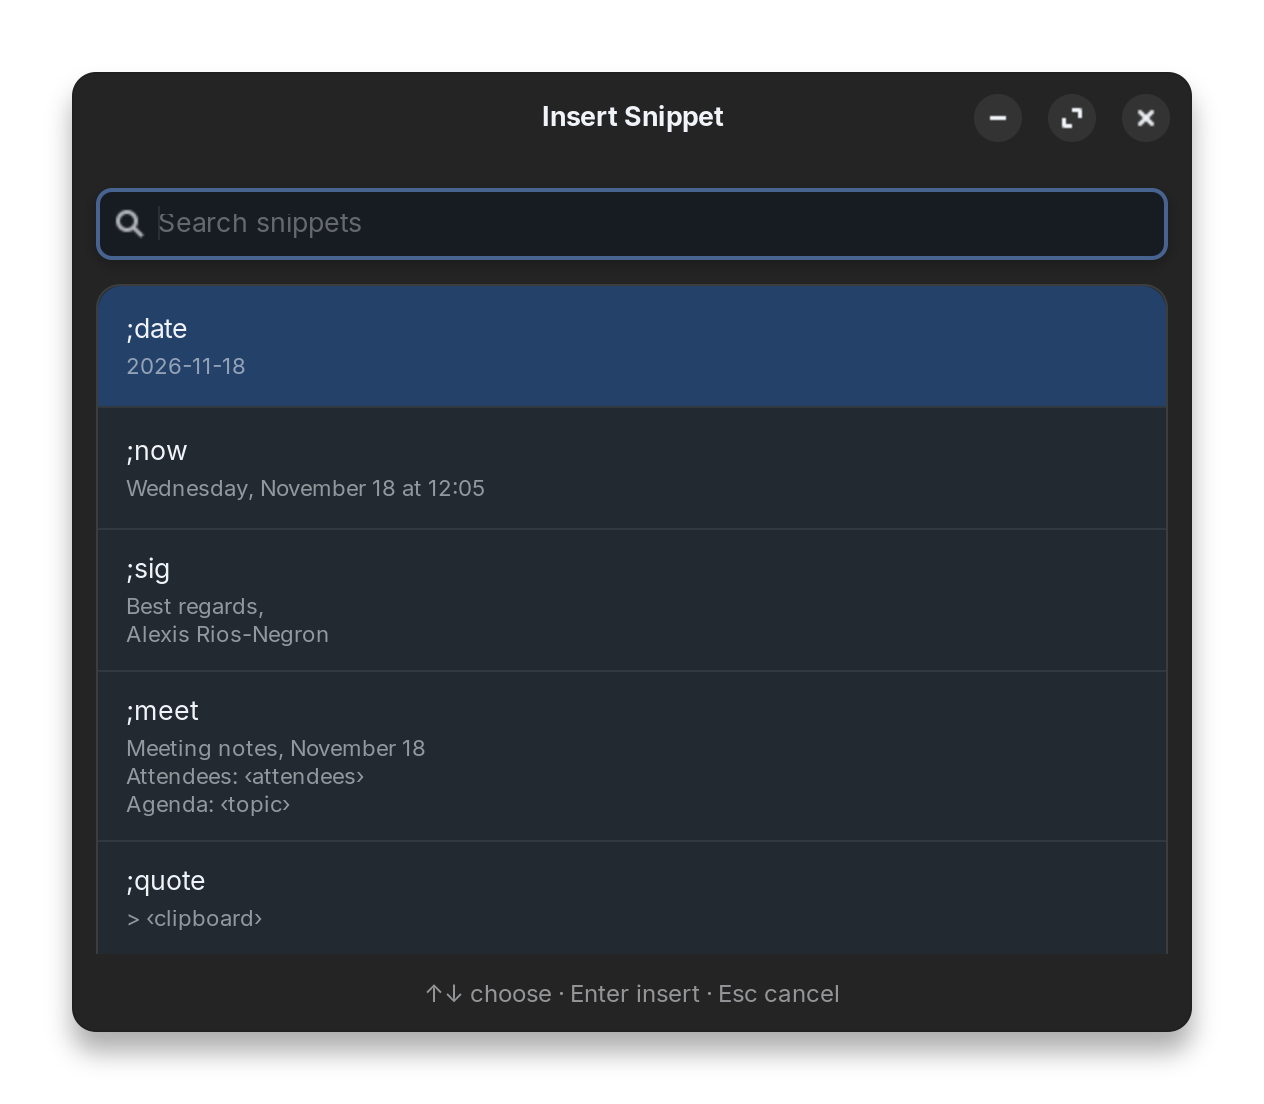 Insert Snippet
Search snippets
;date
2026-11-18
;now
Wednesday, November 18 at 12:05
;sig
Best regards,
Alexis Rios-Negron
;meet
Meeting notes, November 18
Attendees: ‹attendees›
Agenda: ‹topic›
;quote
> ‹clipboard›
↑↓ choose · Enter insert · Esc cancel